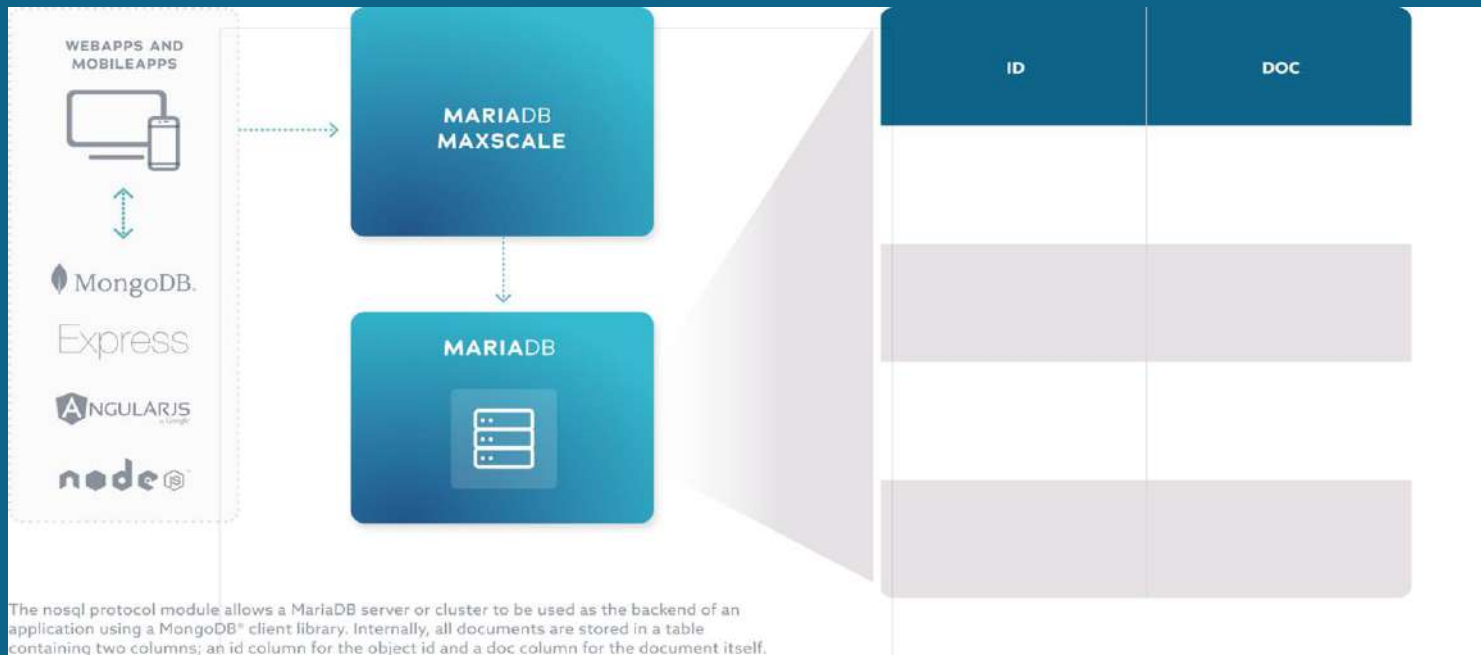 WEBAPPS AND
MOBILEAPPS
MongoDB.
Express
ANGULARJS
by Google
node JS
MARIADB
MAXSCALE
MARIADB
ID
DOC
The nosql protocol module allows a MariaDB server or cluster to be used as the backend of an
application using a MongoDB® client library. Internally, all documents are stored in a table
containing two columns; an id column for the object id and a doc column for the document itself.